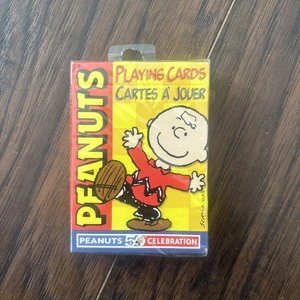 PEANUTS
PLAYING CARDS
CARTES À JOUER
PEANUTS 50 CELEBRATION